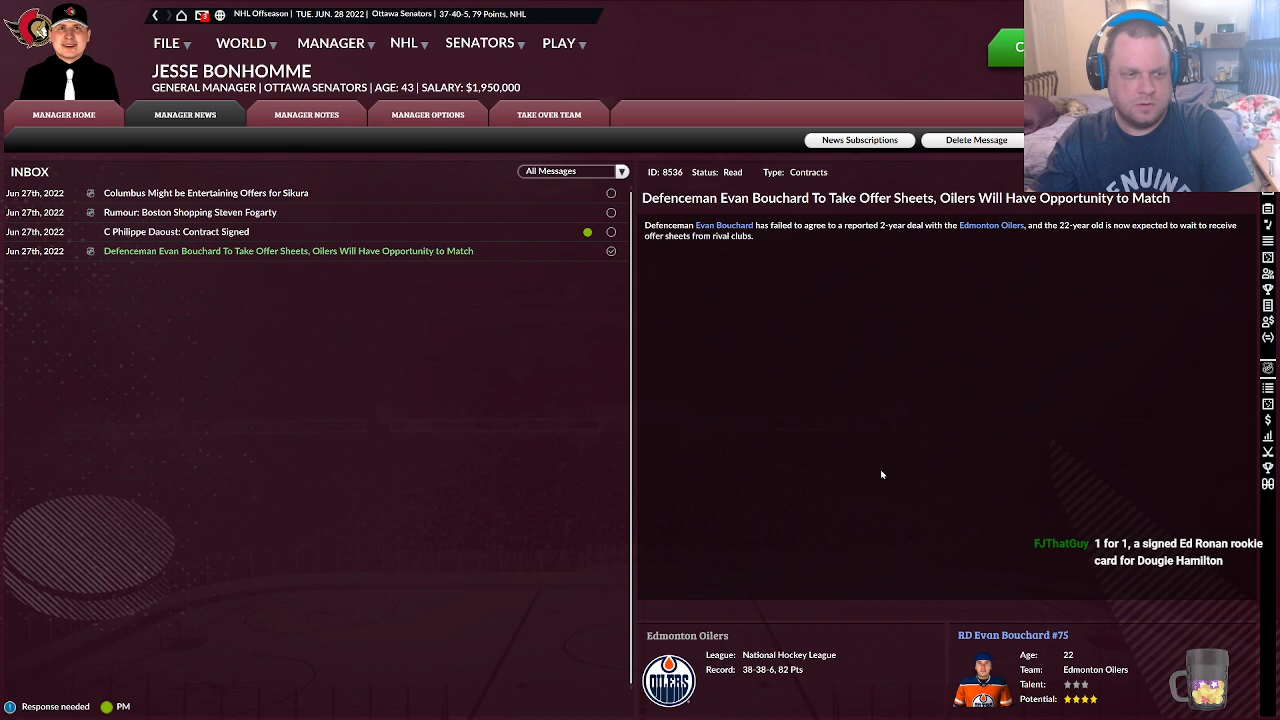 NHL Offseason | TUE. JUN. 28 2022 | Ottawa Senators | 37-40-5, 79 Points, NHL
3
FILE WORLD MANAGER NHL SENATORS PLAY
JESSE BONHOMME
GENERAL MANAGER | OTTAWA SENATORS | AGE: 43 | SALARY: $1,950,000
C
MANAGER HOME MANAGER NEWS MANAGER NOTES MANAGER OPTIONS TAKE OVER TEAM
News Subscriptions Delete Message
INBOX All Messages
Jun 27th, 2022 Columbus Might be Entertaining Offers for Sikura
Jun 27th, 2022 Rumour: Boston Shopping Steven Fogarty
Jun 27th, 2022 C Philippe Daoust: Contract Signed
Jun 27th, 2022 Defenceman Evan Bouchard To Take Offer Sheets, Oilers Will Have Opportunity to Match
ID: 8536 Status: Read Type: Contracts
Defenceman Evan Bouchard To Take Offer Sheets, Oilers Will Have Opportunity to Match
Defenceman Evan Bouchard has failed to agree to a reported 2-year deal with the Edmonton Oilers, and the 22-year old is now expected to wait to receive
offer sheets from rival clubs.
ENUINE
FJThatGuy 1 for 1, a signed Ed Ronan rookie
card for Dougie Hamilton
Edmonton Oilers
League: National Hockey League
Record: 38-38-6, 82 Pts
OILERS
RD Evan Bouchard #75
Age: 22
Team: Edmonton Oilers
Talent:
Potential:
Response needed PM